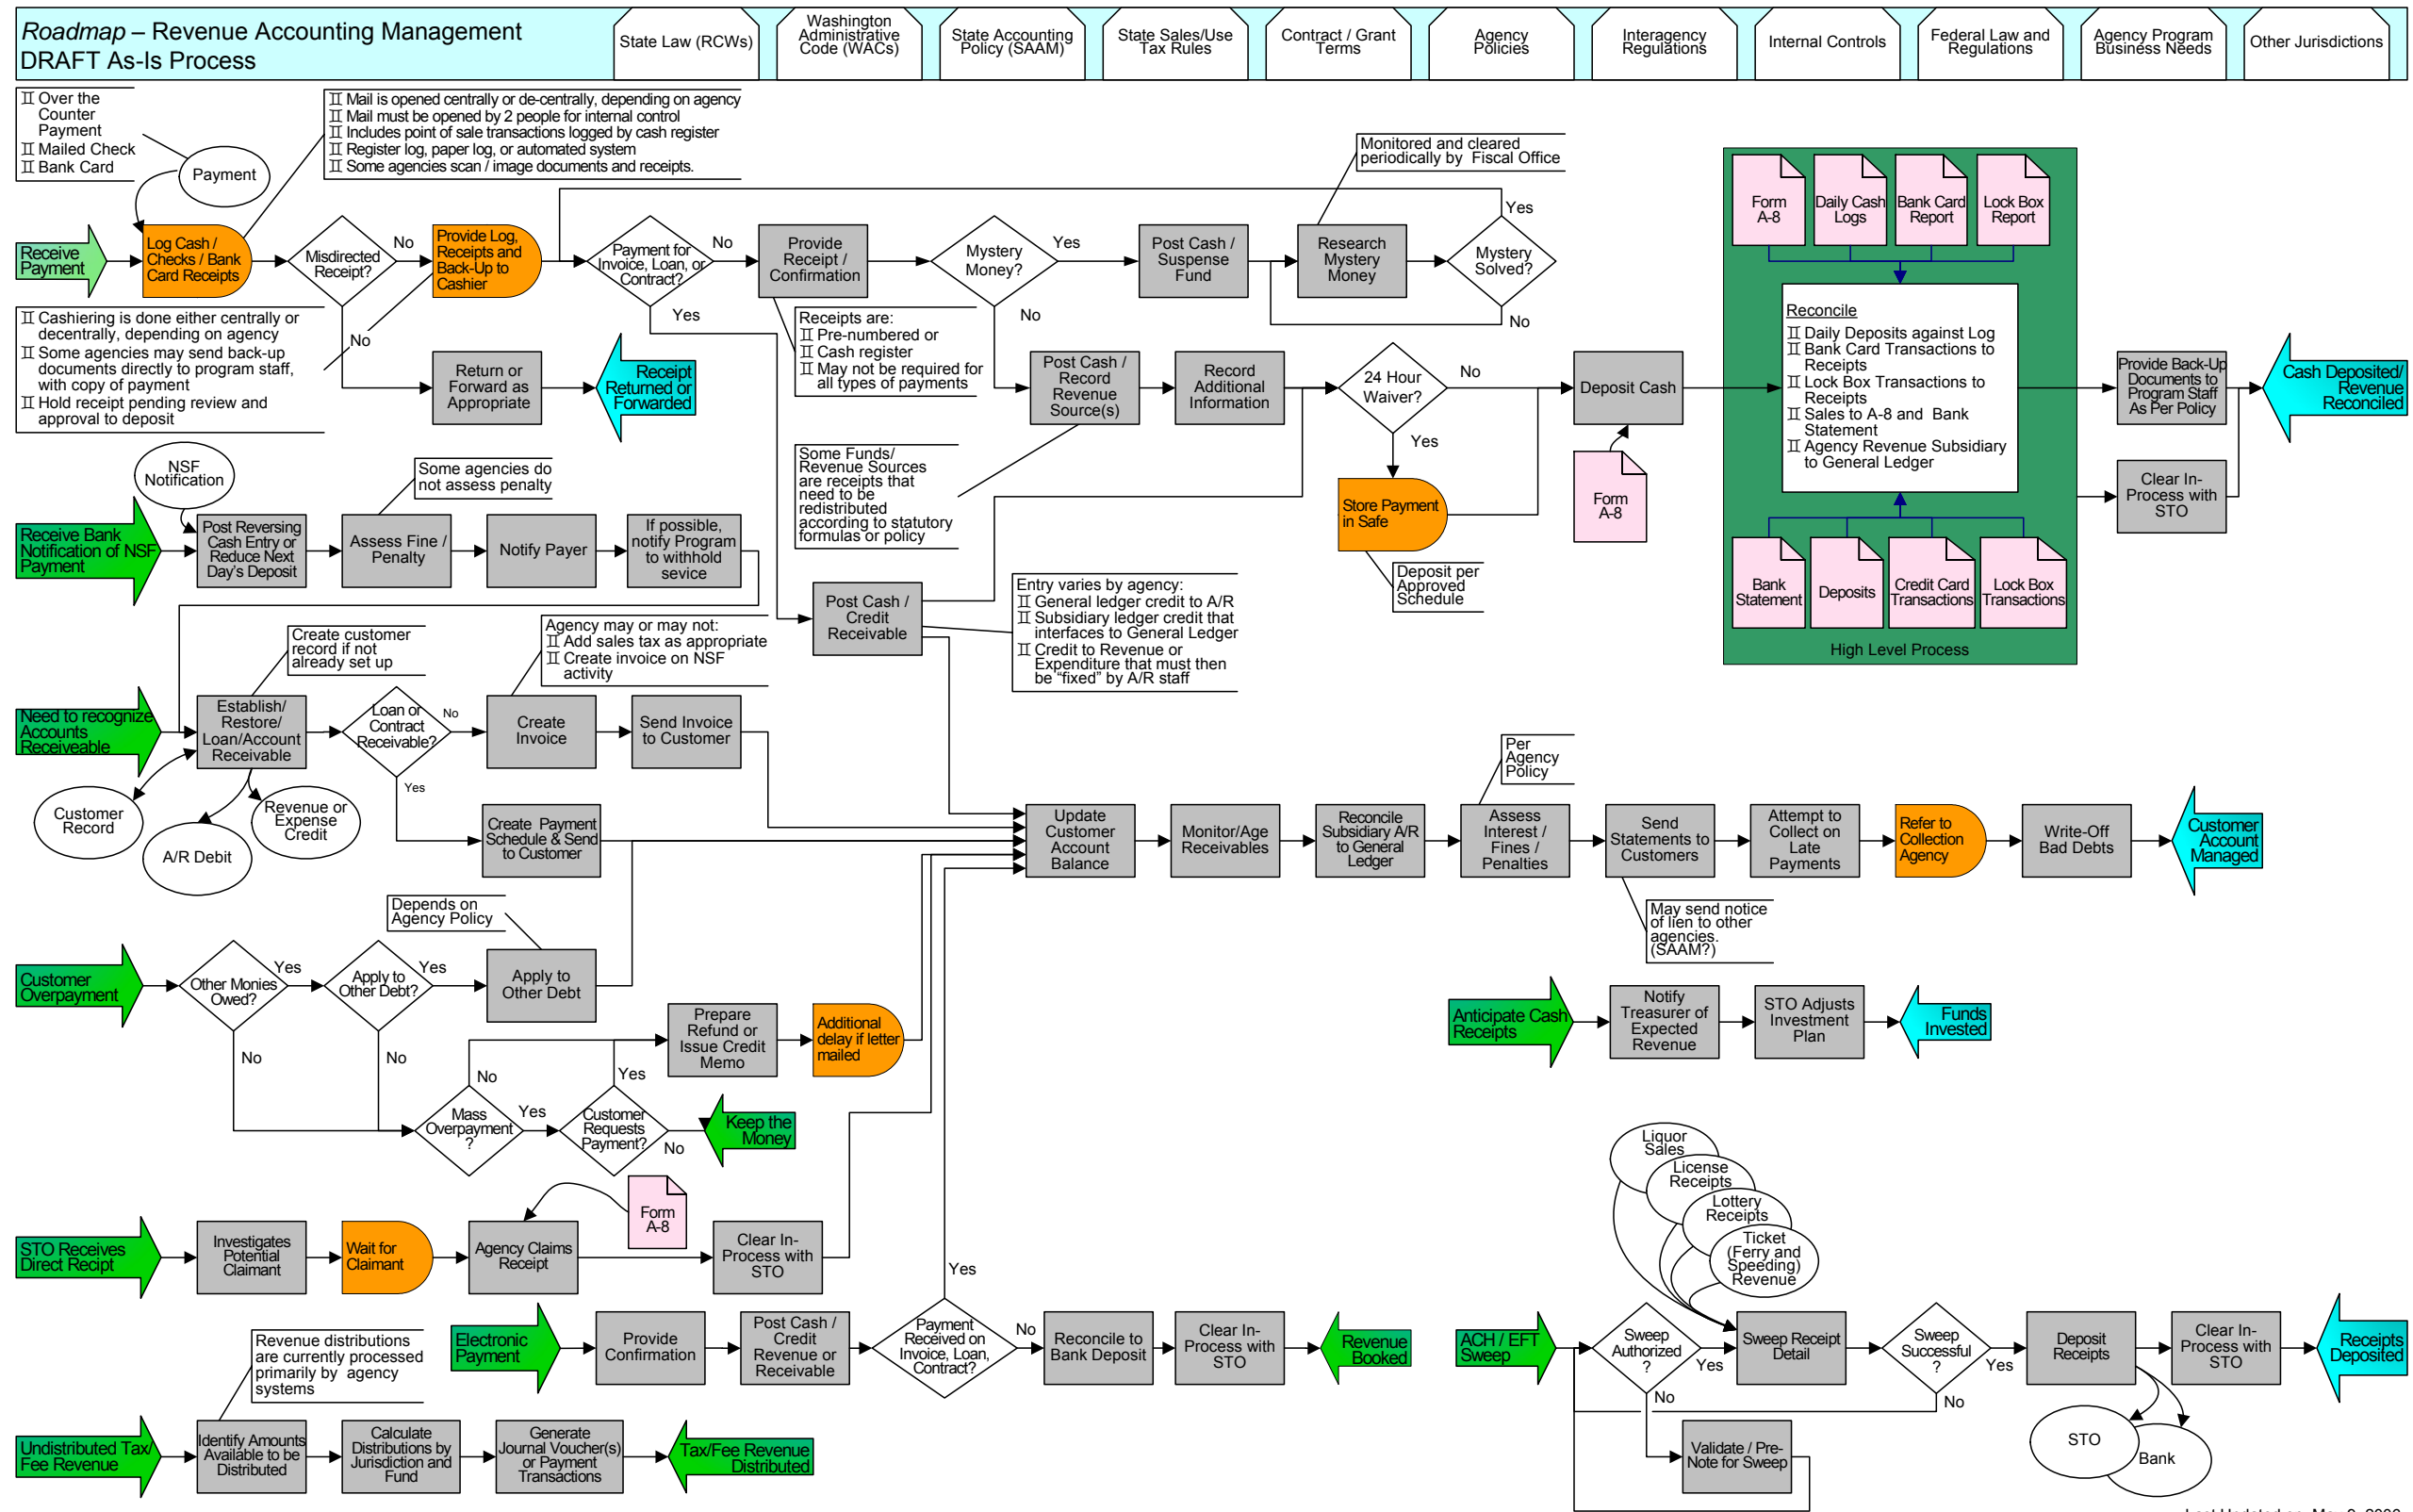 Roadmap – Revenue Accounting Management
DRAFT As-Is Process
State Law (RCWs)
Washington
Administrative
Code (WACs)
State Accounting
Policy (SAAM)
State Sales/Use
Tax Rules
Contract / Grant
Terms
Agency
Policies
Interagency
Regulations
Internal Controls
Federal Law and
Regulations
Agency Program
Business Needs
Other Jurisdictions
Over the
Counter
Payment
Mailed Check
Bank Card
Payment
Mail is opened centrally or de-centrally, depending on agency
Mail must be opened by 2 people for internal control
Includes point of sale transactions logged by cash register
Register log, paper log, or automated system
Some agencies scan / image documents and receipts.
Monitored and cleared
periodically by Fiscal Office
Receive
Payment
Log Cash /
Checks / Bank
Card Receipts
Misdirected
Receipt?
No
No
Provide Log,
Receipts and
Back-Up to
Cashier
Payment for
Invoice, Loan, or
Contract?
No
Yes
Provide
Receipt /
Confirmation
Mystery
Money?
Yes
No
Post Cash /
Suspense
Fund
Research
Mystery
Money
Mystery
Solved?
Yes
No
Form
A-8
Daily Cash
Logs
Bank Card
Report
Lock Box
Report
Cashiering is done either centrally or
decentrally, depending on agency
Some agencies may send back-up
documents directly to program staff,
with copy of payment
Hold receipt pending review and
approval to deposit
Return or
Forward as
Appropriate
Receipt
Returned or
Forwarded
Receipts are:
Pre-numbered or
Cash register
May not be required for
all types of payments
Post Cash /
Record
Revenue
Source(s)
Record
Additional
Information
24 Hour
Waiver?
No
Yes
Deposit Cash
Reconcile
Daily Deposits against Log
Bank Card Transactions to
Receipts
Lock Box Transactions to
Receipts
Sales to A-8 and Bank
Statement
Agency Revenue Subsidiary
to General Ledger
Provide Back-Up
Documents to
Program Staff
As Per Policy
Cash Deposited/
Revenue
Reconciled
NSF
Notification
Some agencies do
not assess penalty
Some Funds/
Revenue Sources
are receipts that
need to be
redistributed
according to statutory
formulas or policy
Store Payment
in Safe
Form
A-8
Clear In-
Process with
STO
Receive Bank
Notification of NSF
Payment
Post Reversing
Cash Entry or
Reduce Next
Day's Deposit
Assess Fine /
Penalty
Notify Payer
If possible,
notify Program
to withhold
sevice
Deposit per
Approved
Schedule
Bank
Statement
Deposits
Credit Card
Transactions
Lock Box
Transactions
High Level Process
Post Cash /
Credit
Receivable
Entry varies by agency:
General ledger credit to A/R
Subsidiary ledger credit that
interfaces to General Ledger
Credit to Revenue or
Expenditure that must then
be “fixed” by A/R staff
Create customer
record if not
already set up
Agency may or may not:
Add sales tax as appropriate
Create invoice on NSF
activity
Need to recognize
Accounts
Receiveable
Establish/
Restore/
Loan/Account
Receivable
Loan or
Contract
Receivable?
No
Yes
Create
Invoice
Send Invoice
to Customer
Per
Agency
Policy
Customer
Record
A/R Debit
Revenue or
Expense
Credit
Create Payment
Schedule & Send
to Customer
Update
Customer
Account
Balance
Monitor/Age
Receivables
Reconcile
Subsidiary A/R
to General
Ledger
Assess
Interest /
Fines /
Penalties
Send
Statements to
Customers
Attempt to
Collect on
Late
Payments
Refer to
Collection
Agency
Write-Off
Bad Debts
Customer
Account
Managed
Depends on
Agency Policy
May send notice
of lien to other
agencies.
(SAAM?)
Customer
Overpayment
Other Monies
Owed?
Yes
No
Apply to
Other Debt?
Yes
No
Apply to
Other Debt
Prepare
Refund or
Issue Credit
Memo
Additional
delay if letter
mailed
Anticipate Cash
Receipts
Notify
Treasurer of
Expected
Revenue
STO Adjusts
Investment
Plan
Funds
Invested
No
Yes
Mass
Overpayment
?
Yes
Customer
Requests
Payment?
No
Keep the
Money
Form
A-8
STO Receives
Direct Recipt
Investigates
Potential
Claimant
Wait for
Claimant
Agency Claims
Receipt
Clear In-
Process with
STO
Liquor
Sales
License
Receipts
Lottery
Receipts
Ticket
(Ferry and
Speeding)
Revenue
Revenue distributions
are currently processed
primarily by agency
systems
Electronic
Payment
Provide
Confirmation
Post Cash /
Credit
Revenue or
Receivable
Yes
Payment
Received on
Invoice, Loan,
Contract?
No
Reconcile to
Bank Deposit
Clear In-
Process with
STO
Revenue
Booked
ACH / EFT
Sweep
Sweep
Authorized
?
Yes
No
Sweep Receipt
Detail
Sweep
Successful
?
Yes
No
Deposit
Receipts
Clear In-
Process with
STO
Receipts
Deposited
Undistributed Tax/
Fee Revenue
Identify Amounts
Available to be
Distributed
Calculate
Distributions by
Jurisdiction and
Fund
Generate
Journal Voucher(s)
or Payment
Transactions
Tax/Fee Revenue
Distributed
Validate / Pre-
Note for Sweep
STO
Bank